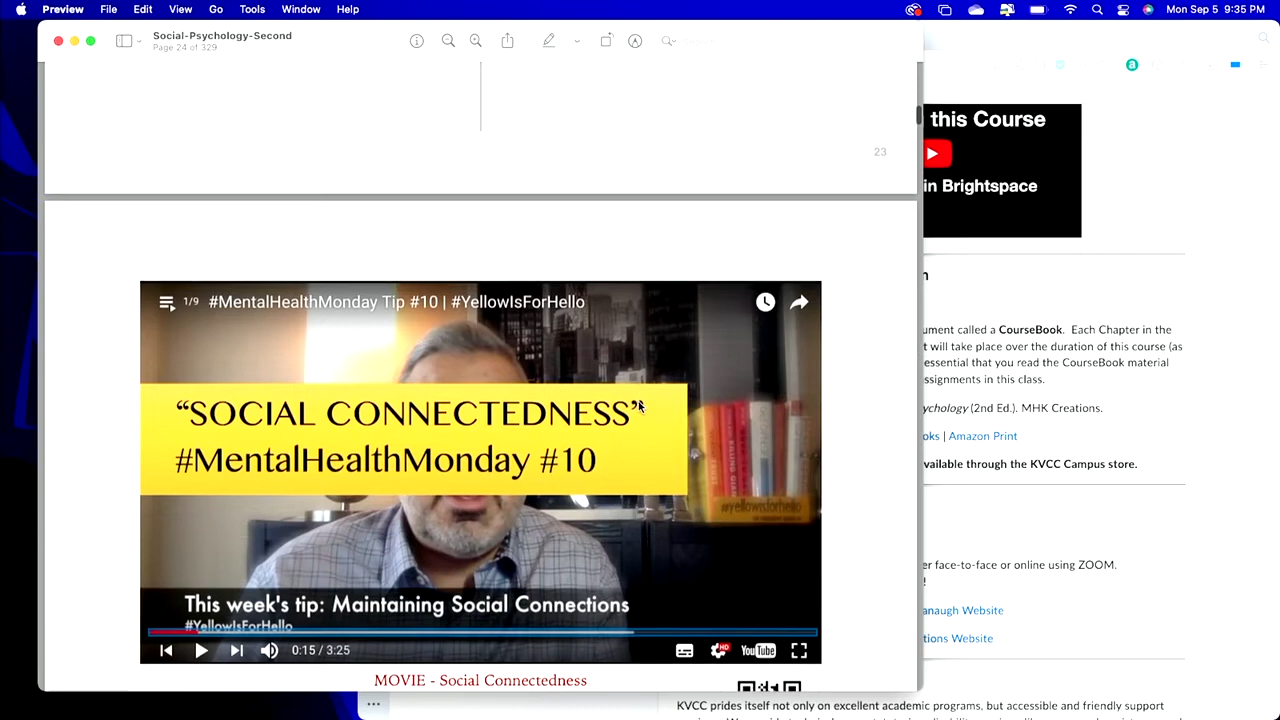 Preview File Edit View Go Tools Window Help
Mon Sep 5 9:35 PM
Social-Psychology-Second
Page 24 of 329
this Course
in Brightspace
23
1/9 #MentalHealthMonday Tip #10 | #YellowIsForHello
ument called a CourseBook. Each Chapter in the
t will take place over the duration of this course (as
essential that you read the CourseBook material
ssignments in this class.
“SOCIAL CONNECTEDNESS”
#MentalHealthMonday #10
ychology (2nd Ed.). MHK Creations.
oks | Amazon Print
vailable through the KVCC Campus store.
#yellowisforhello
er face-to-face or online using ZOOM.
!
This week's tip: Maintaining Social Connections
#YellowIsForHello
anaugh Website
tions Website
0:15 / 3:25
HD
YouTube
MOVIE - Social Connectedness
KVCC prides itself not only on excellent academic programs, but accessible and friendly support